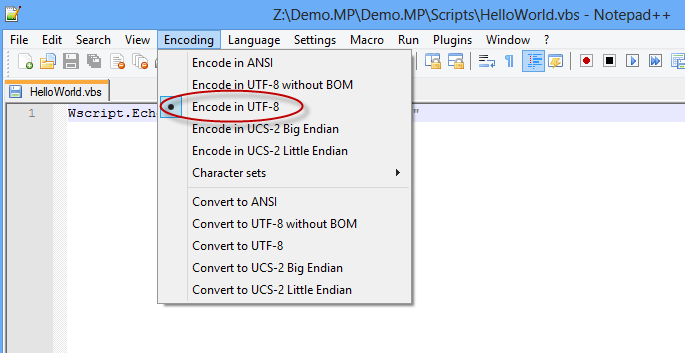 Z:\Demo.MP\Demo.MP\Scripts\HelloWorld.vbs - Notepad++
File Edit Search View Encoding Language Settings Macro Run Plugins Window ?
HelloWorld.vbs
1 Wscript.Ech "
Encode in ANSI
Encode in UTF-8 without BOM
Encode in UTF-8
Encode in UCS-2 Big Endian
Encode in UCS-2 Little Endian
Character sets
Convert to ANSI
Convert to UTF-8 without BOM
Convert to UTF-8
Convert to UCS-2 Big Endian
Convert to UCS-2 Little Endian